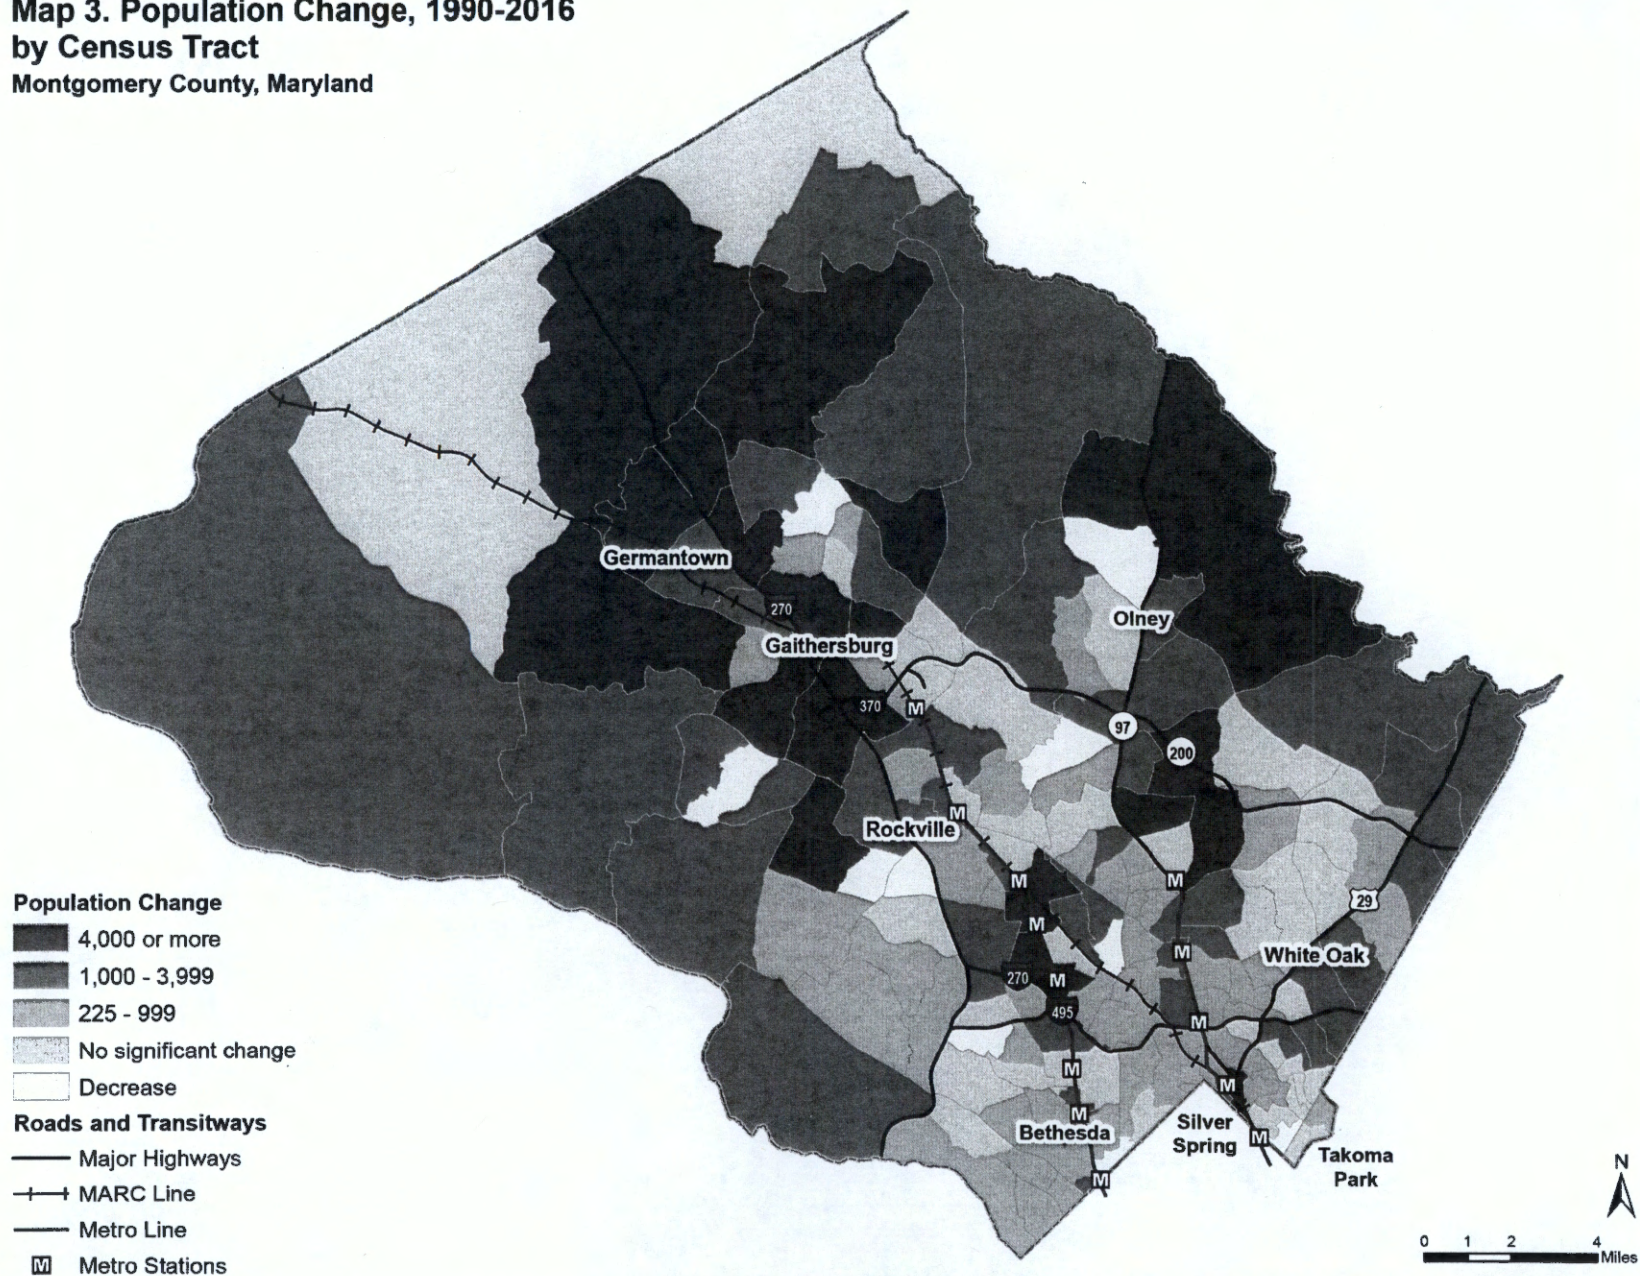 Map 3. Population Change, 1990-2016
by Census Tract
Montgomery County, Maryland
Germantown
270
Gaithersburg
Olney
370
M
97
200
Rockville
M
M
M
29
M
M
White Oak
270
M
495
M
M
M
M
Bethesda
Silver
Spring
M
Takoma
Park
M
Population Change
4,000 or more
1,000 - 3,999
225 - 999
No significant change
Decrease
Roads and Transitways
Major Highways
MARC Line
Metro Line
M Metro Stations
N
0 1 2 4
Miles